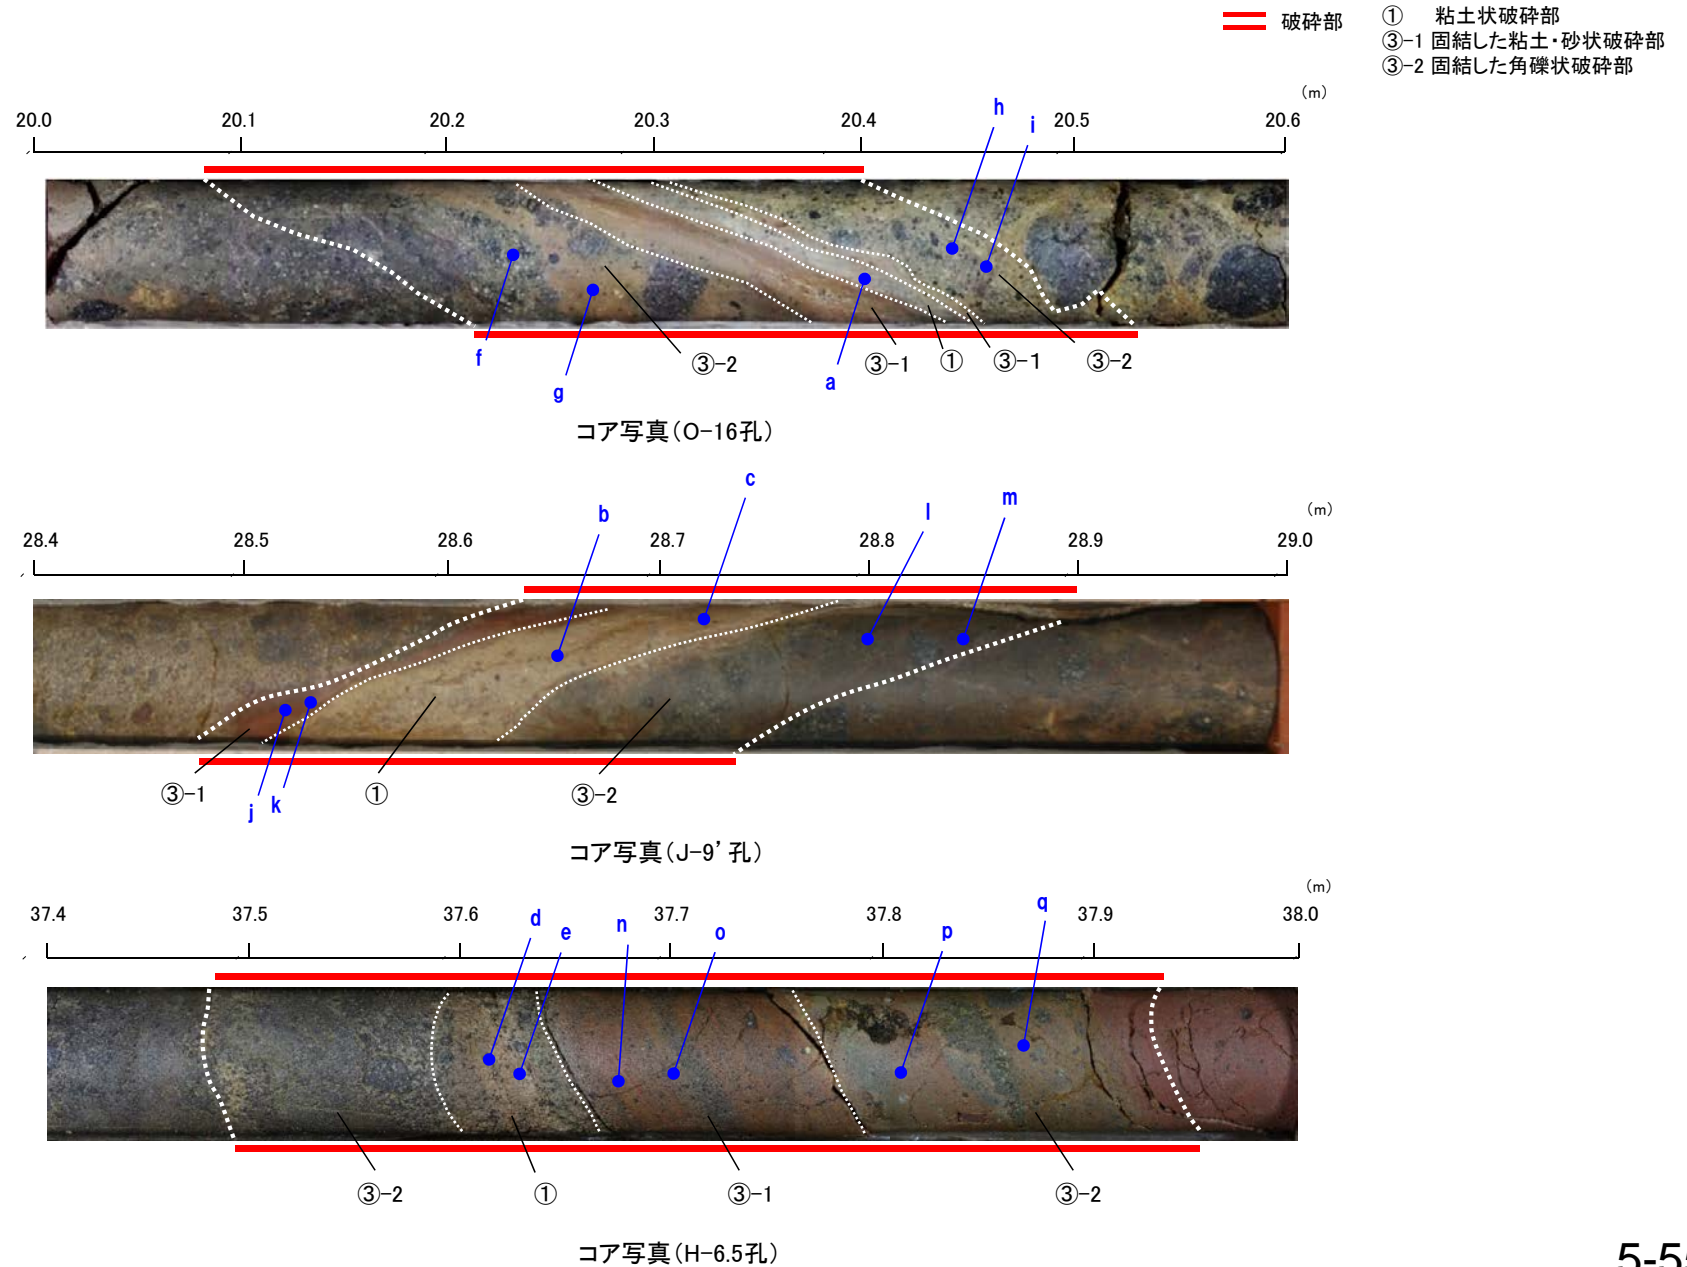 破砕部
① 粘土状破砕部
③-1 固結した粘土・砂状破砕部
③-2 固結した角礫状破砕部
(m)
20.0 20.1 20.2 20.3 20.4 20.5 20.6
h i
f g a
③-2 ③-1 ① ③-1 ③-2
コア写真(O-16孔)
(m)
28.4 28.5 28.6 28.7 28.8 28.9 29.0
b c l m
③-1 j k ① ③-2
コア写真(J-9’孔)
(m)
37.4 37.5 37.6 37.7 37.8 37.9 38.0
d e n o p q
③-2 ① ③-1 ③-2
コア写真(H-6.5孔)